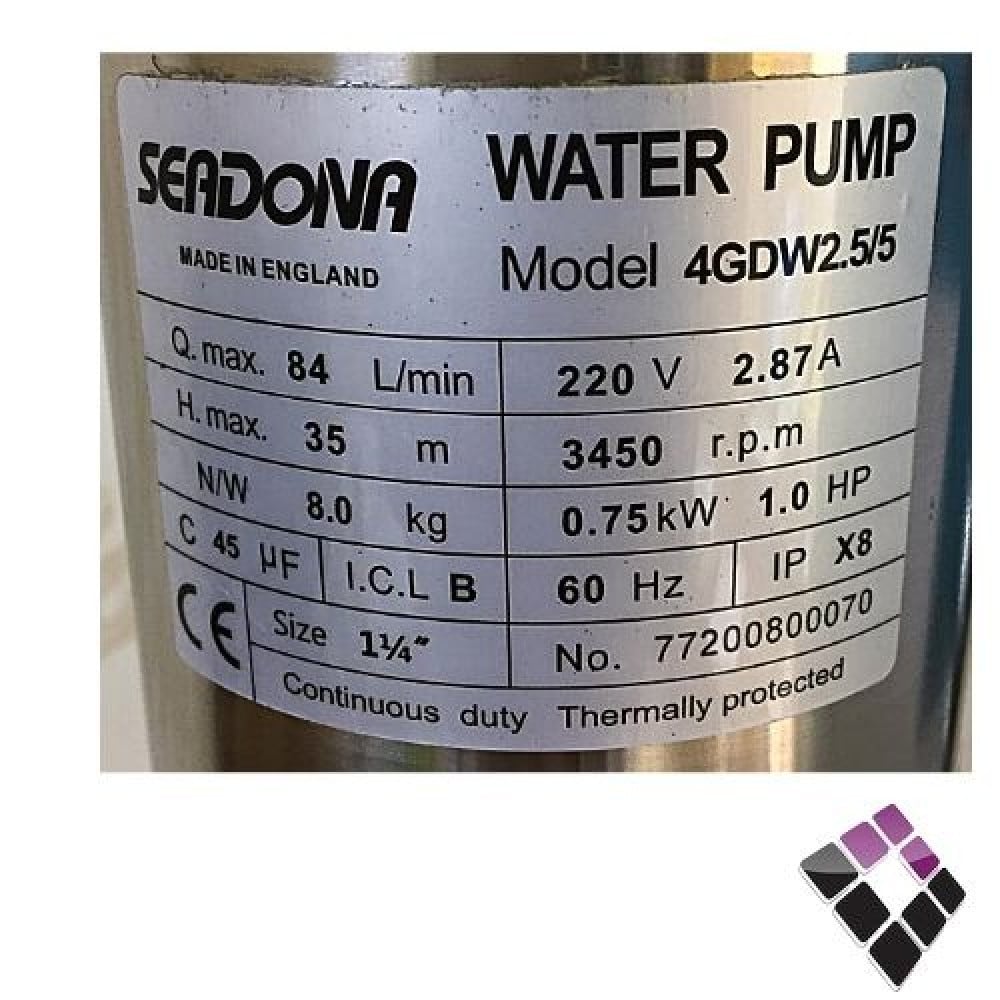 SEADONA
MADE IN ENGLAND
WATER PUMP
Model 4GDW2.5/5
Q. max. 84 L/min
220 V 2.87 A
H. max. 35 m
3450 r.p.m
N/W 8.0 kg
0.75 kW 1.0 HP
C 45 µF I.C.L B
60 Hz IP X8
CE Size 1¼"
No. 77200800070
Continuous duty Thermally protected